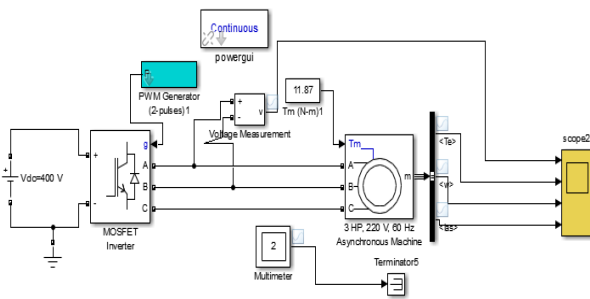 Continuous
powergui
PWM Generator
(2-pulses)1
11.87
Tm (N-m)1
+
-
v
Voltage Measurement
scope2
Vdc=400 V
+
+
-
g
A
B
C
MOSFET
Inverter
Tm
A
B
C
m
3 HP, 220 V, 60 Hz
Asynchronous Machine
<Te>
<w>
2
Multimeter
Terminator5